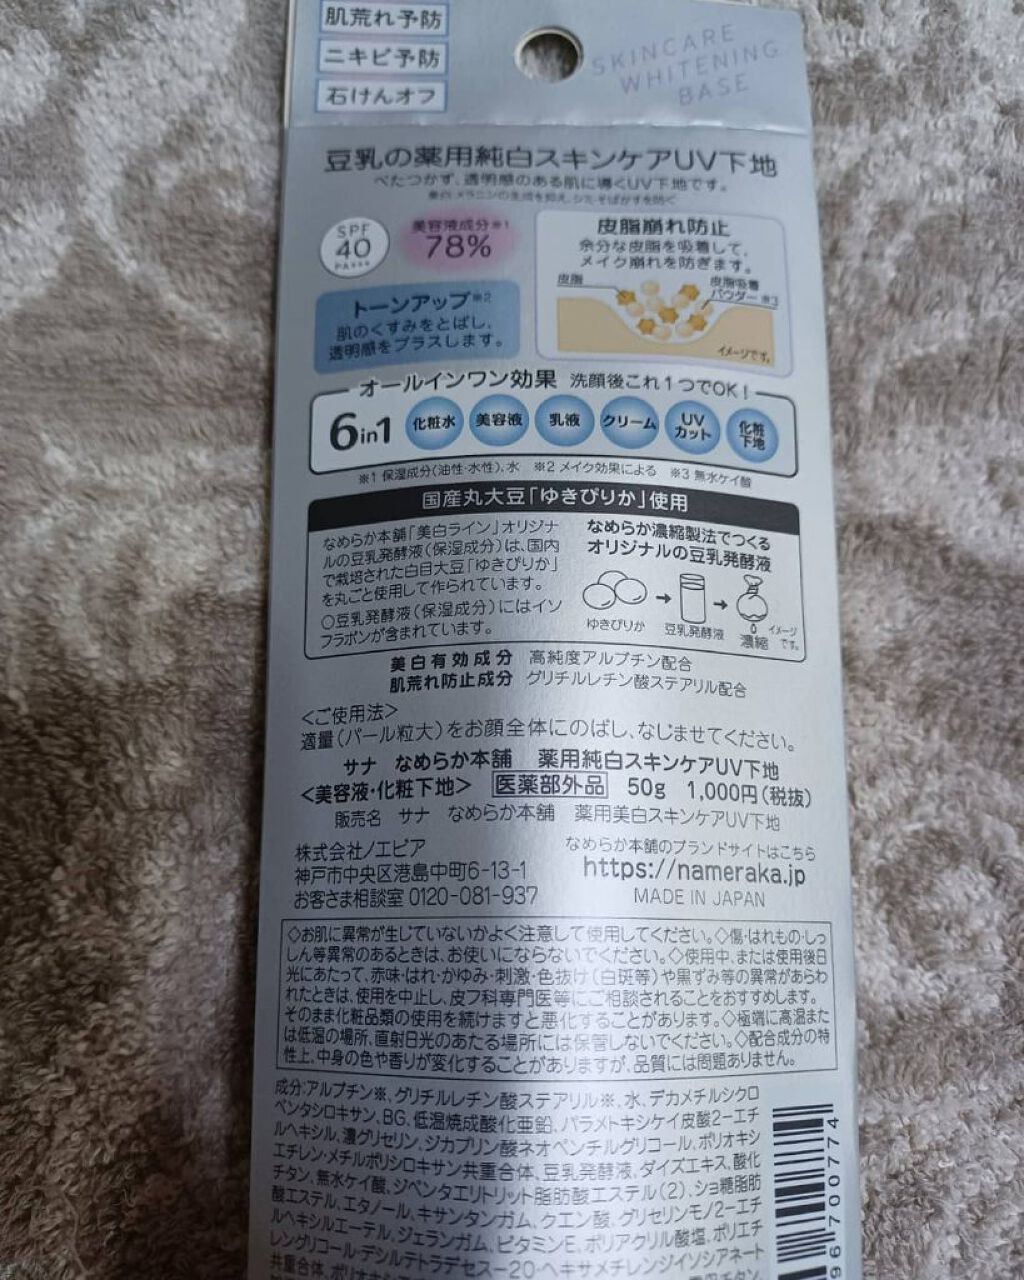 肌荒れ予防
ニキビ予防
石けんオフ
SKINCARE
WHITENING
BASE
豆乳の薬用純白スキンケアUV下地
べたつかず、透明感のある肌に導くUV下地です。
美白:メラニンの生成を抑え、シミ・そばかすを防ぐ
SPF
40
PA+++
美容液成分※1
78%
トーンアップ※2
肌のくすみをとばし、
透明感をプラスします。
皮脂崩れ防止
余分な皮脂を吸着して、
メイク崩れを防ぎます。
皮脂
皮脂吸着
パウダー※3
イメージです。
オールインワン効果 洗顔後これ1つでOK!
6in1
化粧水
美容液
乳液
クリーム
UV
カット
化粧
下地
※1 保湿成分(油性・水性)、水 ※2 メイク効果による ※3 無水ケイ酸
国産丸大豆「ゆきぴりか」使用
なめらか本舗「美白ライン」オリジナ
ルの豆乳発酵液(保湿成分)は、国内
で栽培された白目大豆「ゆきぴりか」
を丸ごと使用して作られています。
○豆乳発酵液(保湿成分)にはイソ
フラボンが含まれています。
なめらか濃縮製法でつくる
オリジナルの豆乳発酵液
ゆきぴりか
豆乳発酵液
濃縮
イメージ
です。
美白有効成分 高純度アルブチン配合
肌荒れ防止成分 グリチルレチン酸ステアリル配合
<ご使用法>
適量(パール粒大)をお顔全体にのばし、なじませてください。
サナ なめらか本舗 薬用純白スキンケアUV下地
<美容液・化粧下地> 医薬部外品 50g 1,000円(税抜)
販売名 サナ なめらか本舗 薬用美白スキンケアUV下地
株式会社ノエビア
神戸市中央区港島中町6-13-1
お客さま相談室 0120-081-937
なめらか本舗のブランドサイトはこちら
https://nameraka.jp
MADE IN JAPAN
◇お肌に異常が生じていないかよく注意して使用してください。◇傷・はれもの・しっ
しん等異常のあるときは、お使いにならないでください。◇使用中、または使用後日
光にあたって、赤味・はれ・かゆみ・刺激・色抜け(白斑等)や黒ずみ等の異常があらわ
れたときは、使用を中止し、皮フ科専門医等にご相談されることをおすすめします。
そのまま化粧品類の使用を続けますと悪化することがあります。◇極端に高温また
は低温の場所、直射日光のあたる場所には保管しないでください。◇配合成分の特
性上、中身の色や香りが変化することがありますが、品質には問題ありません。
成分:アルブチン※、グリチルレチン酸ステアリル※、水、デカメチルシクロ
ペンタシロキサン、BG、低温焼成酸化亜鉛、パラメトキシケイ皮酸2ーエチ
ルヘキシル、濃グリセリン、ジカプリン酸ネオペンチルグリコール、ポリオキシ
エチレン・メチルポリシロキサン共重合体、豆乳発酵液、ダイズエキス、酸化
チタン、無水ケイ酸、ジペンタエリトリット脂肪酸エステル(2)、ショ糖脂肪
酸エステル、エタノール、キサンタンガム、クエン酸、グリセリンモノ2ーエチ
ルヘキシルエーテル、ジェランガム、ビタミンE、ポリアクリル酸塩、ポリエチ
レングリコール・デシルテトラデセスー20・ヘキサメチレンジイソシアネート
共重合体、
96700774